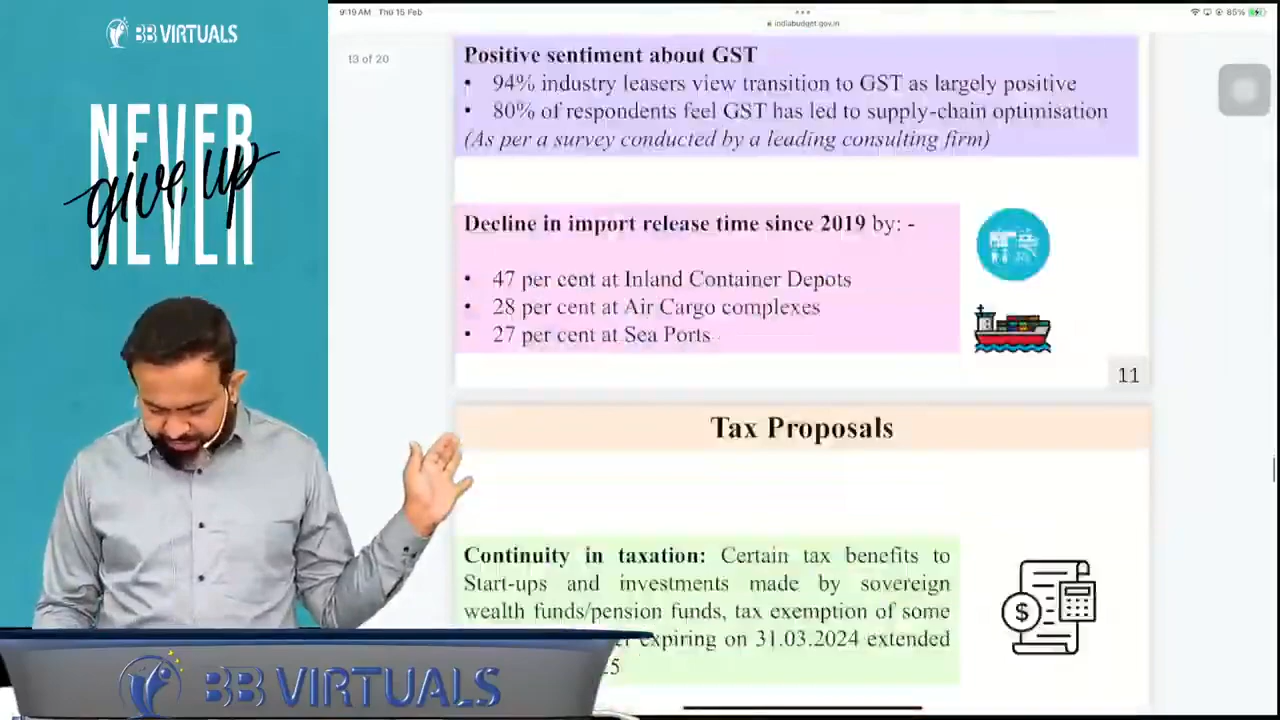 BB VIRTUALS
NEVER
give up
NEVER
9:19 AM Thu 15 Feb
indiabudget.gov.in
85%
13 of 20
Positive sentiment about GST
• 94% industry leasers view transition to GST as largely positive
• 80% of respondents feel GST has led to supply-chain optimisation
(As per a survey conducted by a leading consulting firm)
Decline in import release time since 2019 by: -
• 47 per cent at Inland Container Depots
• 28 per cent at Air Cargo complexes
• 27 per cent at Sea Ports
11
Tax Proposals
Continuity in taxation: Certain tax benefits to
Start-ups and investments made by sovereign
wealth funds/pension funds, tax exemption of some
expiring on 31.03.2024 extended
$
BB VIRTUALS